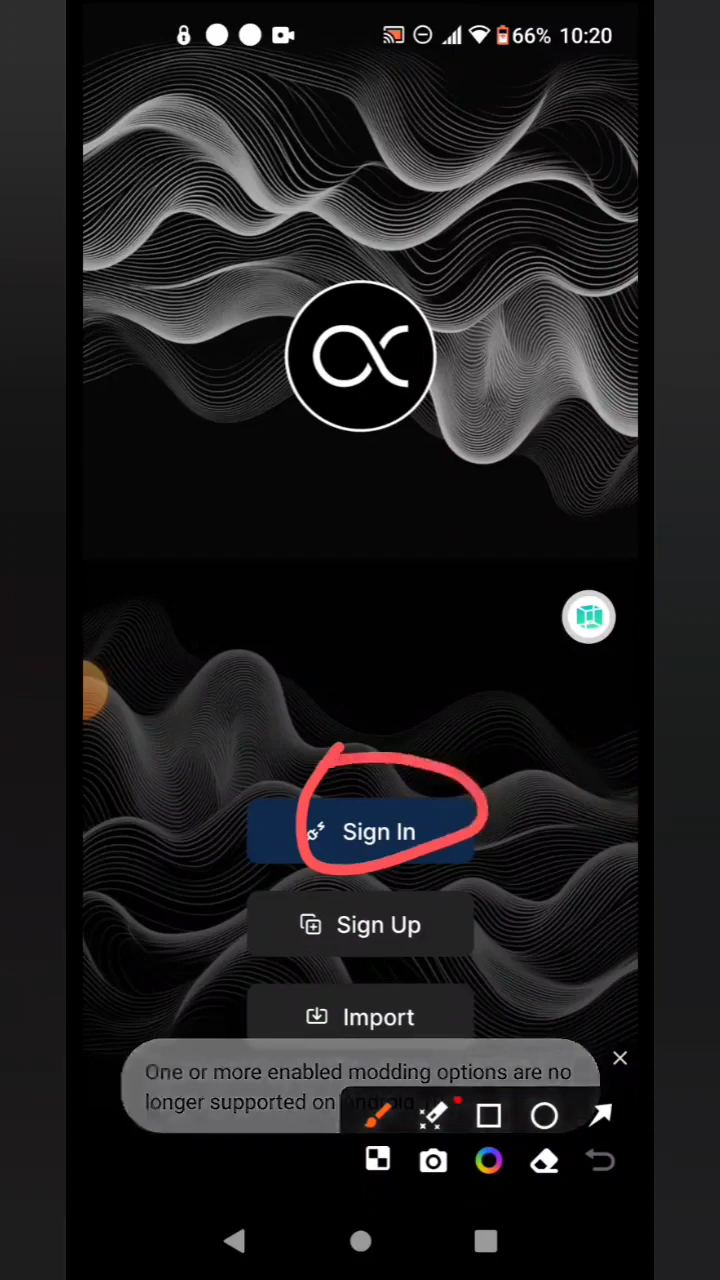 66% 10:20
Sign In
Sign Up
Import
One or more enabled modding options are no
longer supported on